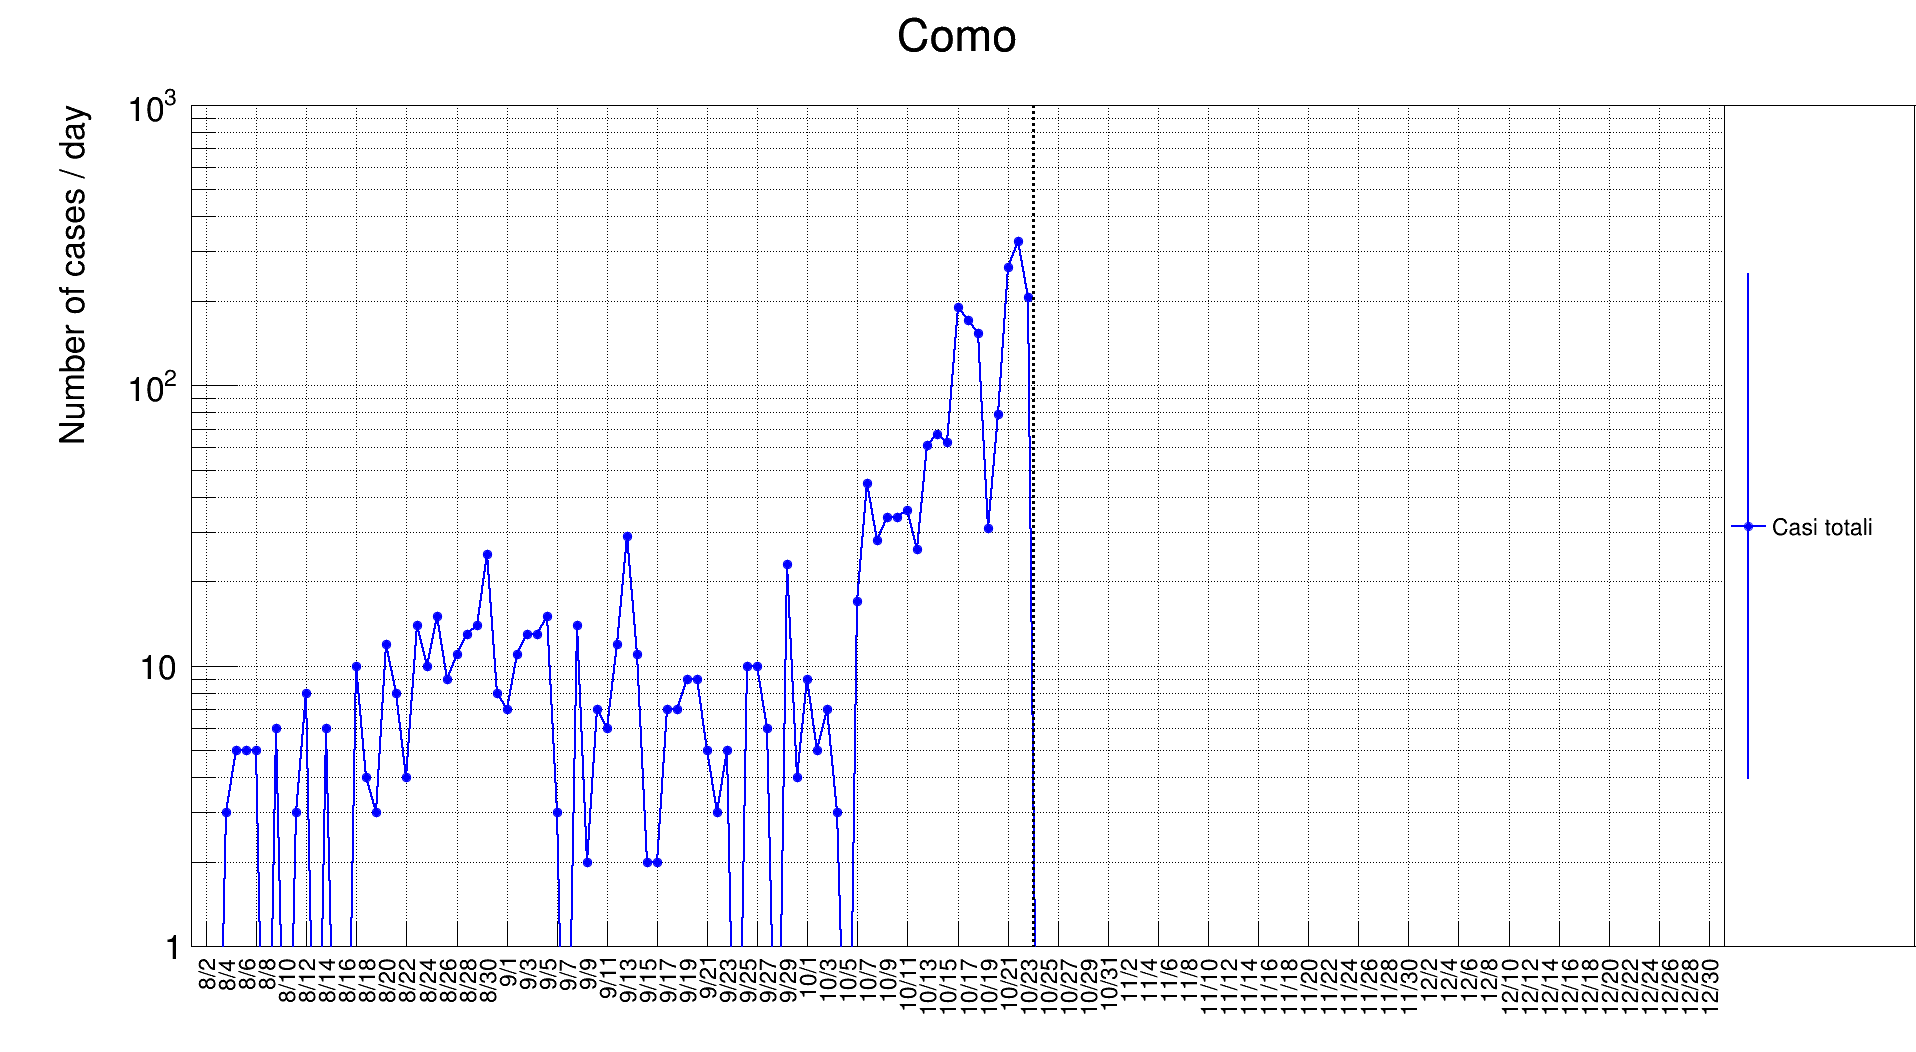 Como
Number of cases / day
10³
10²
10
1
8/2 8/4 8/6 8/8 8/10 8/12 8/14 8/16 8/18 8/20 8/22 8/24 8/26 8/28 8/30 9/1 9/3 9/5 9/7 9/9 9/11 9/13 9/15 9/17 9/19 9/21 9/23 9/25 9/27 9/29 10/1 10/3 10/5 10/7 10/9 10/11 10/13 10/15 10/17 10/19 10/21 10/23 10/25 10/27 10/29 10/31 11/2 11/4 11/6 11/8 11/10 11/12 11/14 11/16 11/18 11/20 11/22 11/24 11/26 11/28 11/30 12/2 12/4 12/6 12/8 12/10 12/12 12/14 12/16 12/18 12/20 12/22 12/24 12/26 12/28 12/30
Casi totali